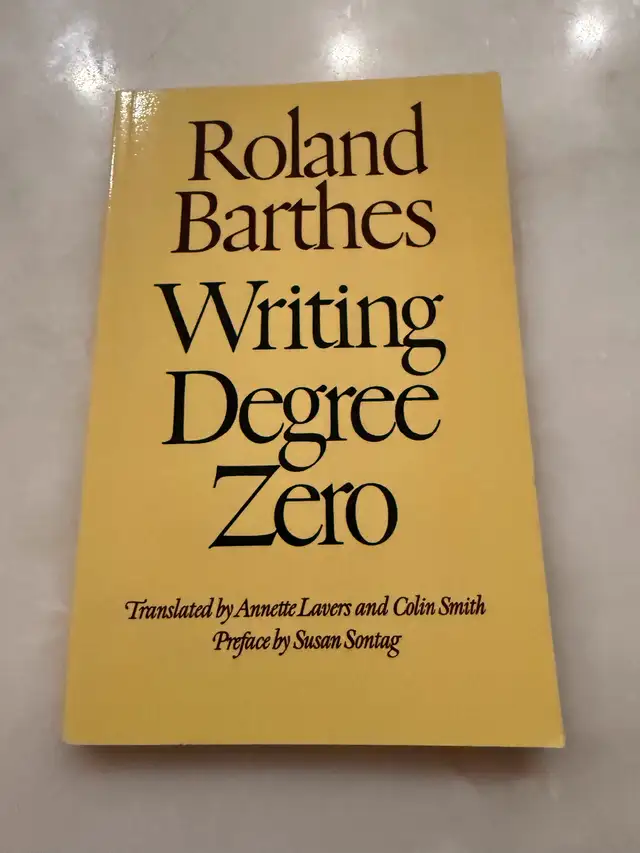 Roland
Barthes
Writing
Degree
Zero
Translated by Annette Lavers and Colin Smith
Preface by Susan Sontag